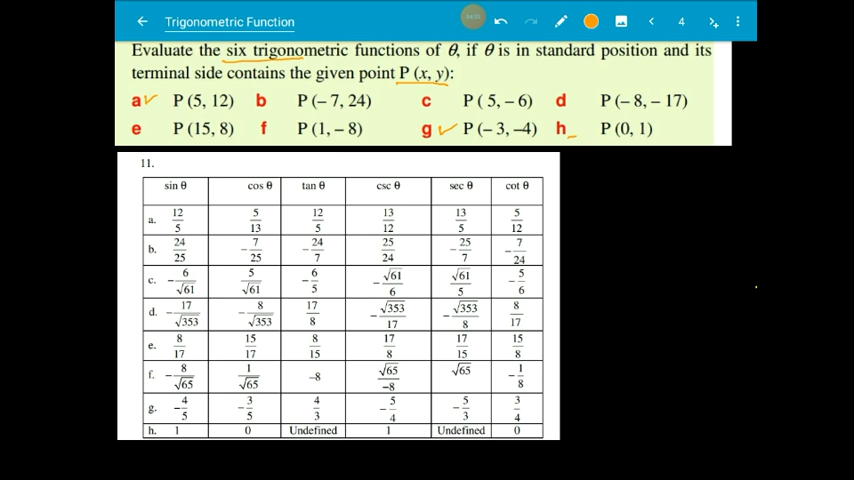 Trigonometric Function
4
Evaluate the six trigonometric functions of θ, if θ is in standard position and its
terminal side contains the given point P (x, y):
a P (5, 12) b P(– 7, 24) c P( 5, – 6) d P(– 8, – 17)
e P (15, 8) f P(1, – 8) g P(– 3, –4) h P(0, 1)
11.
sin θ cos θ tan θ csc θ sec θ cot θ
a. 12/5 5/13 12/5 13/12 13/5 5/12
b. 24/25 -7/25 -24/7 25/24 -25/7 -7/24
c. -6/√61 5/√61 -6/5 -√61/6 √61/5 -5/6
d. -17/√353 -8/√353 17/8 -√353/17 -√353/8 8/17
e. 8/17 15/17 8/15 17/8 17/15 15/8
f. -8/√65 1/√65 –8 √65/–8 √65 -1/8
g. -4/5 -3/5 4/3 -5/4 -5/3 3/4
h. 1 0 Undefined 1 Undefined 0